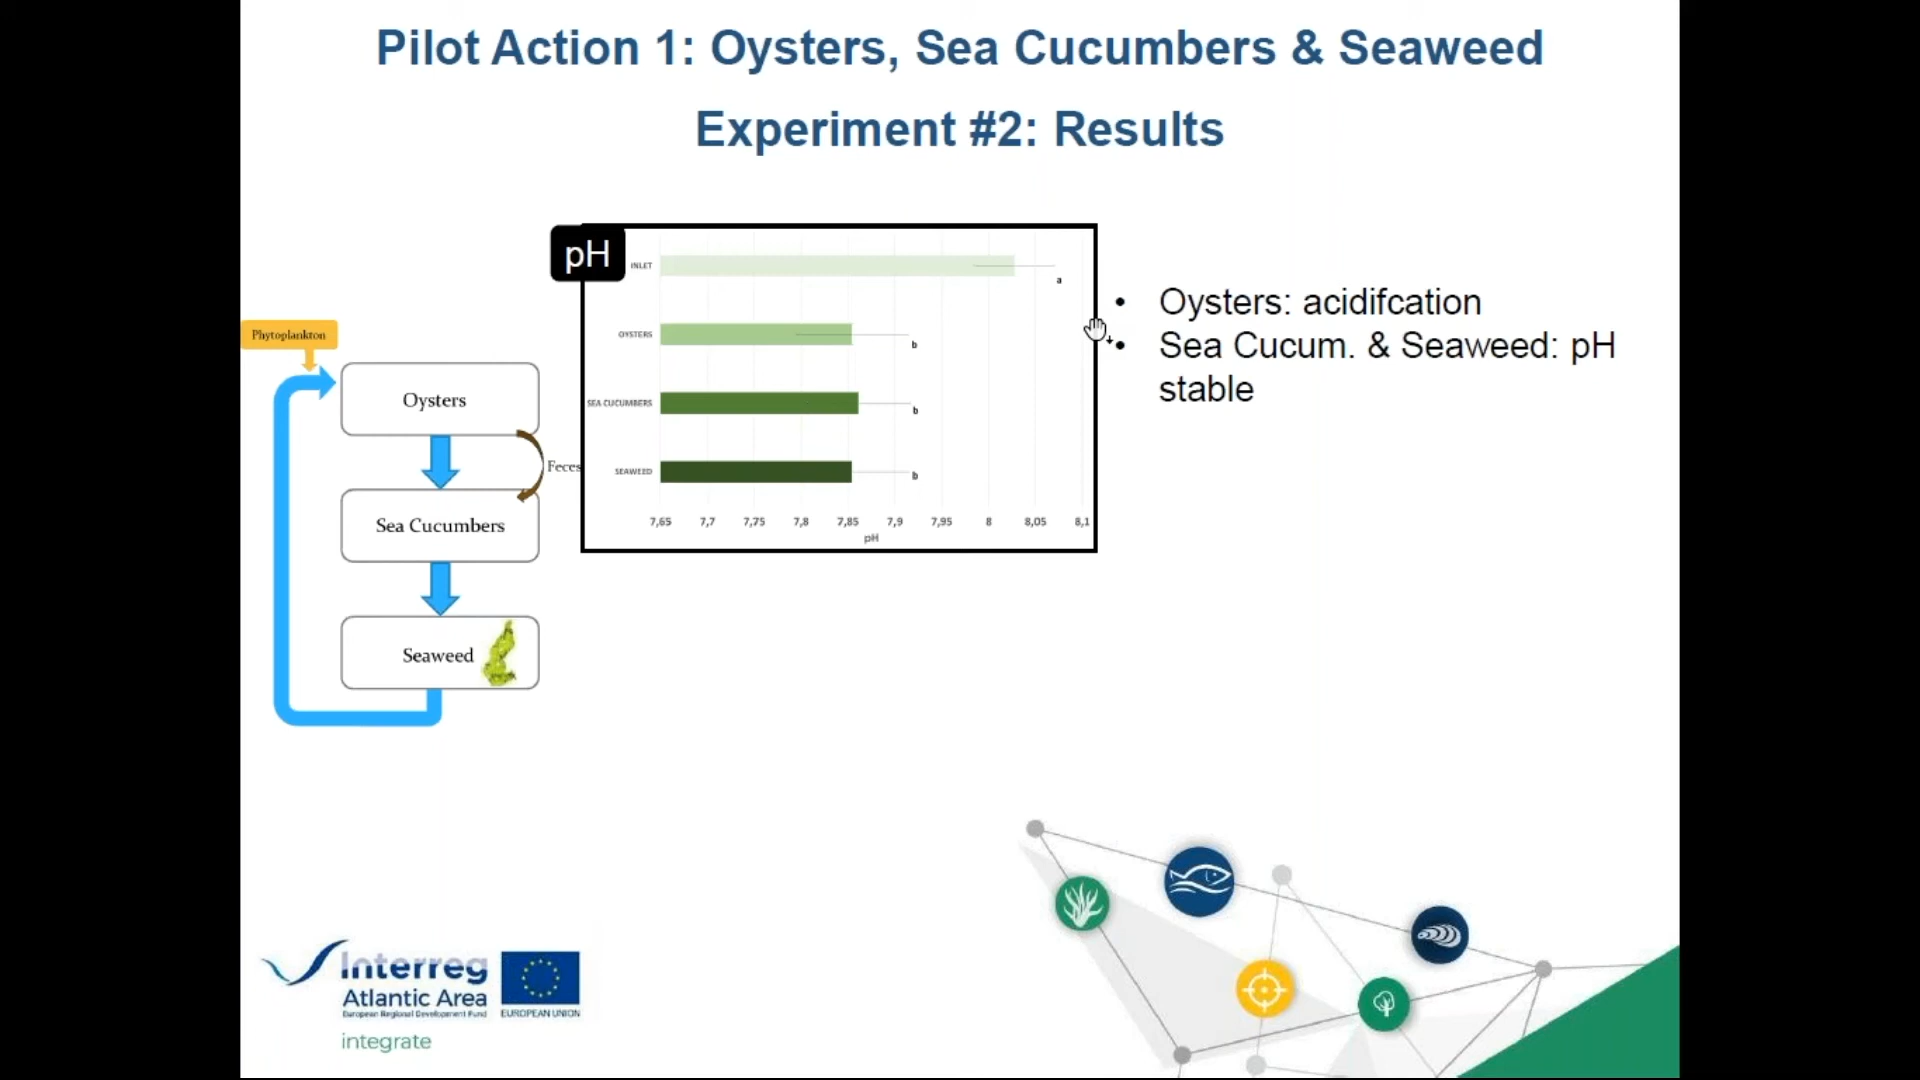 Pilot Action 1: Oysters, Sea Cucumbers & Seaweed
Experiment #2: Results
pH
INLET
a
OYSTERS
b
SEA CUCUMBERS
b
SEAWEED
b
7,65 7,7 7,75 7,8 7,85 7,9 7,95 8 8,05 8,1
pH
• Oysters: acidifcation
• Sea Cucum. & Seaweed: pH
stable
Phytoplankton
Oysters
Feces
Sea Cucumbers
Seaweed
Interreg
Atlantic Area
European Regional Development Fund
EUROPEAN UNION
integrate